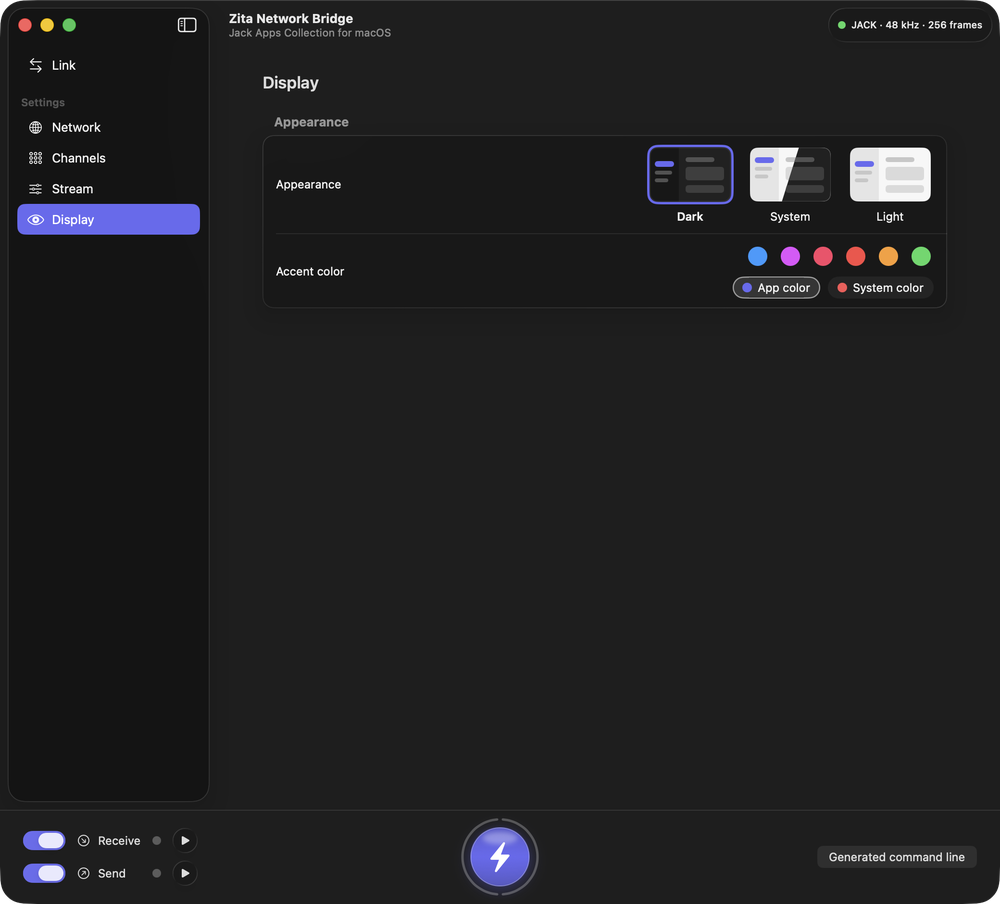 Zita Network Bridge
Jack Apps Collection for macOS
JACK · 48 kHz · 256 frames
Link
Settings
Network
Channels
Stream
Display
Display
Appearance
Appearance
Dark
System
Light
Accent color
App color
System color
Receive
Send
Generated command line